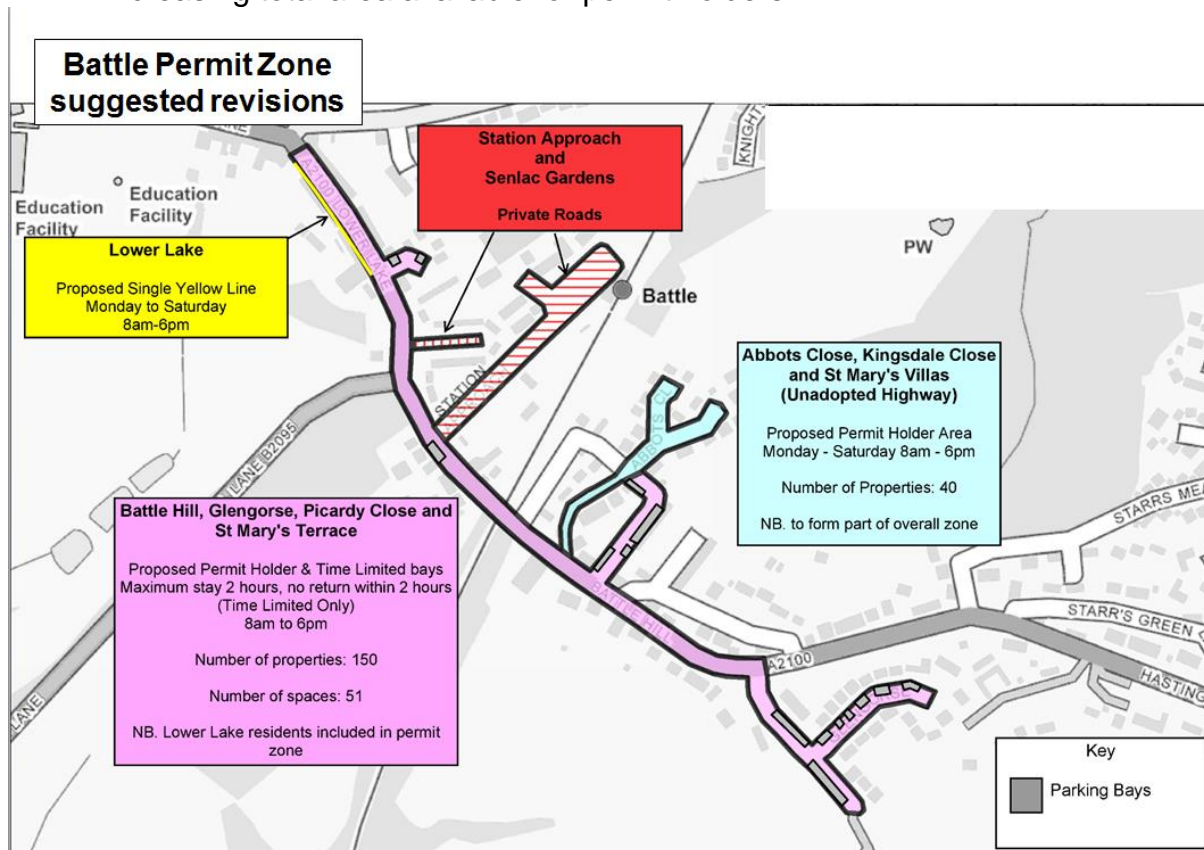 Battle Permit Zone
suggested revisions
KNIGHT
Station Approach
and
Senlac Gardens
Private Roads
Education
Facility
Education
Facility
A2100 LOWER LAKE
PW
Lower Lake
Proposed Single Yellow Line
Monday to Saturday
8am-6pm
Battle
STATION
Abbots Close, Kingsdale Close
and St Mary's Villas
(Unadopted Highway)
Proposed Permit Holder Area
Monday - Saturday 8am - 6pm
Number of Properties: 40
NB. to form part of overall zone
ABBOTS CL
LANE B2095
Battle Hill, Glengorse, Picardy Close and
St Mary's Terrace
Proposed Permit Holder & Time Limited bays
Maximum stay 2 hours, no return within 2 hours
(Time Limited Only)
8am to 6pm
Number of properties: 150
Number of spaces: 51
NB. Lower Lake residents included in permit
zone
STARRS MEA
BATTLE HILL
STARR'S GREEN
A2100
HASTING
GLENGORSE
LANE
Key
Parking Bays